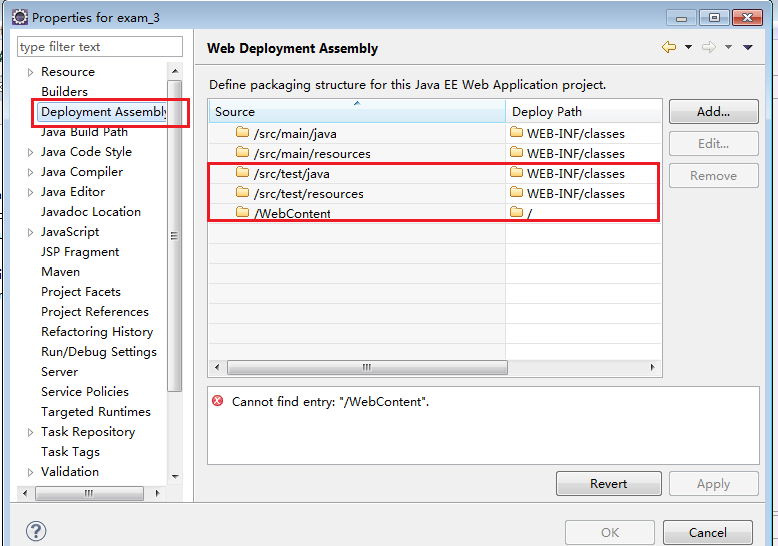 Properties for exam_3
type filter text
Resource
Builders
Deployment Assembly
Java Build Path
Java Code Style
Java Compiler
Java Editor
Javadoc Location
JavaScript
JSP Fragment
Maven
Project Facets
Project References
Refactoring History
Run/Debug Settings
Server
Service Policies
Targeted Runtimes
Task Repository
Task Tags
Validation
Web Deployment Assembly
Define packaging structure for this Java EE Web Application project.
Source Deploy Path
/src/main/java WEB-INF/classes
/src/main/resources WEB-INF/classes
/src/test/java WEB-INF/classes
/src/test/resources WEB-INF/classes
/WebContent /
Add...
Edit...
Remove
Cannot find entry: "/WebContent".
Revert Apply
? OK Cancel